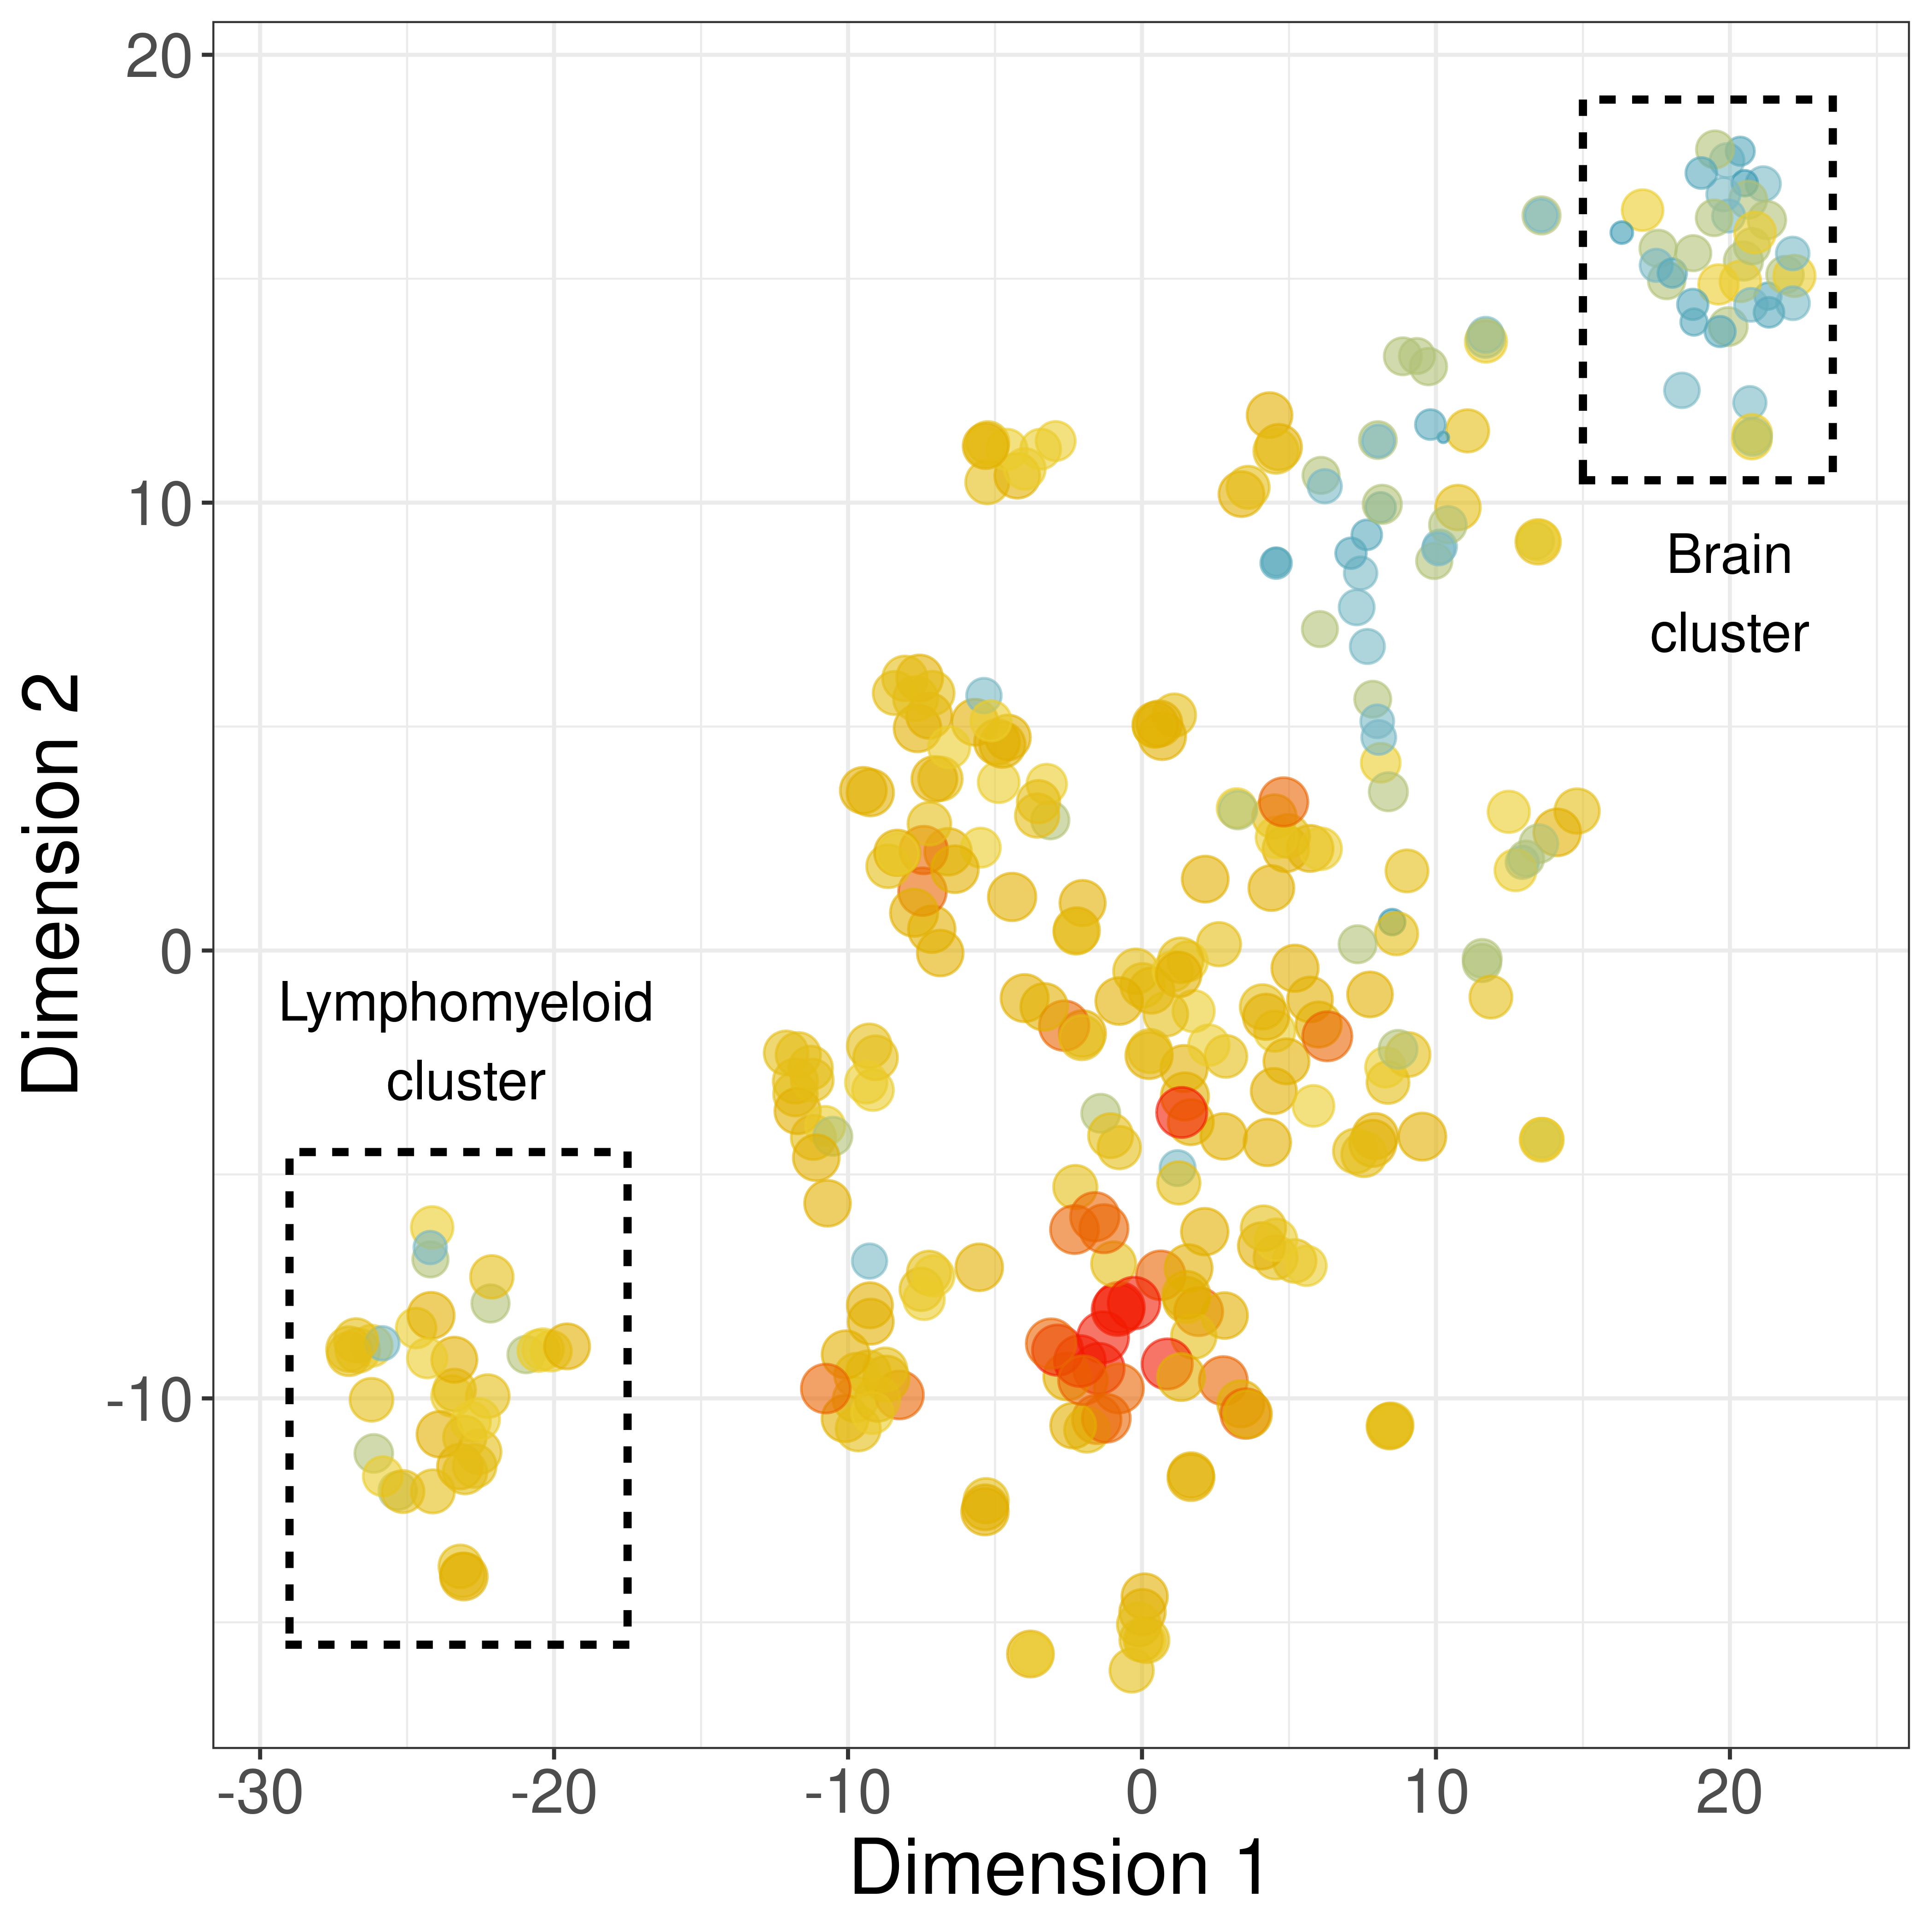 20
10
0
-10
Dimension 2
Brain
cluster
Lymphomyeloid
cluster
-30 -20 -10 0 10 20
Dimension 1